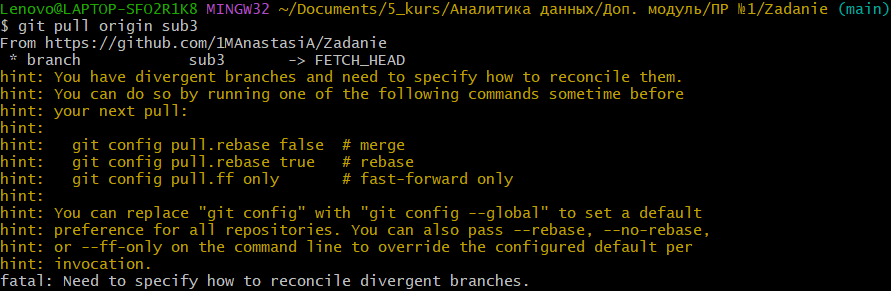 Lenovo@LAPTOP-SFO2R1K8 MINGW32 ~/Documents/5_kurs/Аналитика данных/Доп. модуль/ПР №1/Zadanie (main)
$ git pull origin sub3
From https://github.com/1MAnastasiA/Zadanie
 * branch            sub3       -> FETCH_HEAD
hint: You have divergent branches and need to specify how to reconcile them.
hint: You can do so by running one of the following commands sometime before
hint: your next pull:
hint:
hint:   git config pull.rebase false  # merge
hint:   git config pull.rebase true   # rebase
hint:   git config pull.ff only       # fast-forward only
hint:
hint: You can replace "git config" with "git config --global" to set a default
hint: preference for all repositories. You can also pass --rebase, --no-rebase,
hint: or --ff-only on the command line to override the configured default per
hint: invocation.
fatal: Need to specify how to reconcile divergent branches.